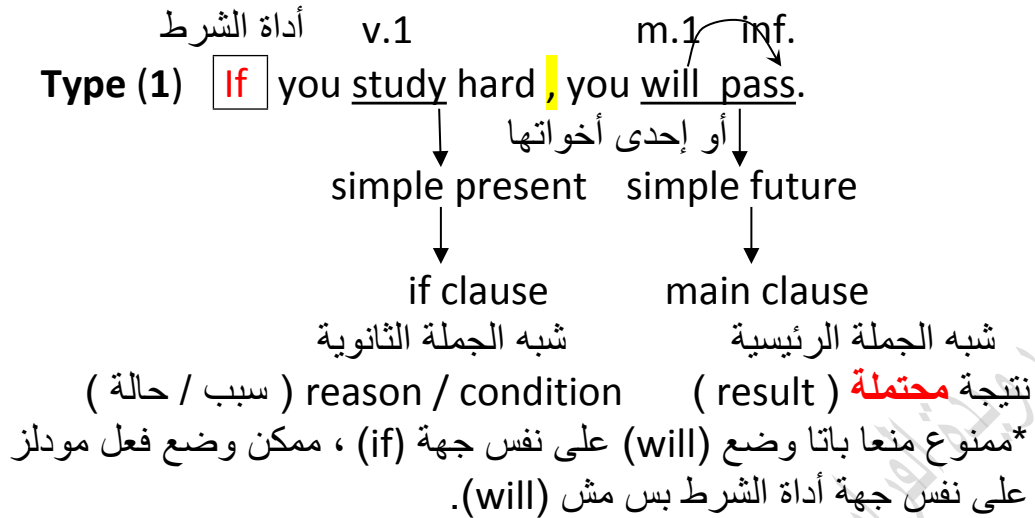 أداة الشرط v.1 m.1 inf.
Type (1) If you study hard , you will pass.
أو إحدى أخواتها
simple present simple future
if clause main clause
شبه الجملة الثانوية شبه الجملة الرئيسية
نتيجة محتملة ( result ) reason / condition ( سبب / حالة )
*ممنوع منعا باتا وضع (will) على نفس جهة (if) ، ممكن وضع فعل مودلز
على نفس جهة أداة الشرط بس مش (will).